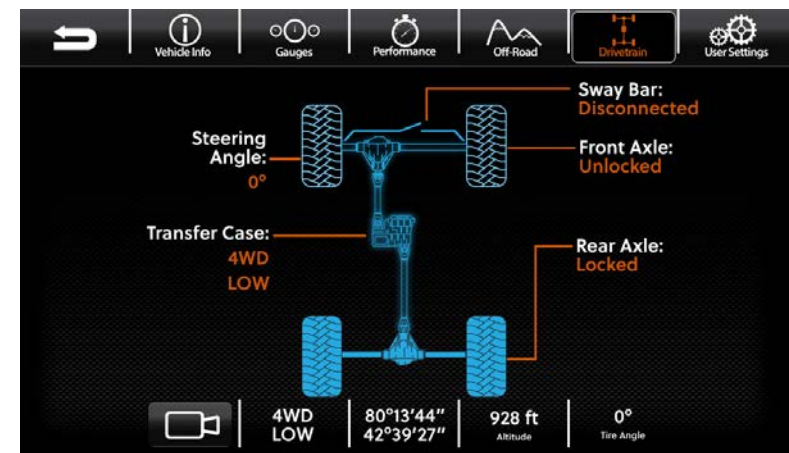 Vehicle Info
Gauges
Performance
Off-Road
Drivetrain
User Settings
Sway Bar:
Disconnected
Steering
Angle:
0°
Front Axle:
Unlocked
Transfer Case:
4WD
LOW
Rear Axle:
Locked
4WD
LOW
80°13'44"
42°39'27"
928 ft
Altitude
0°
Tire Angle